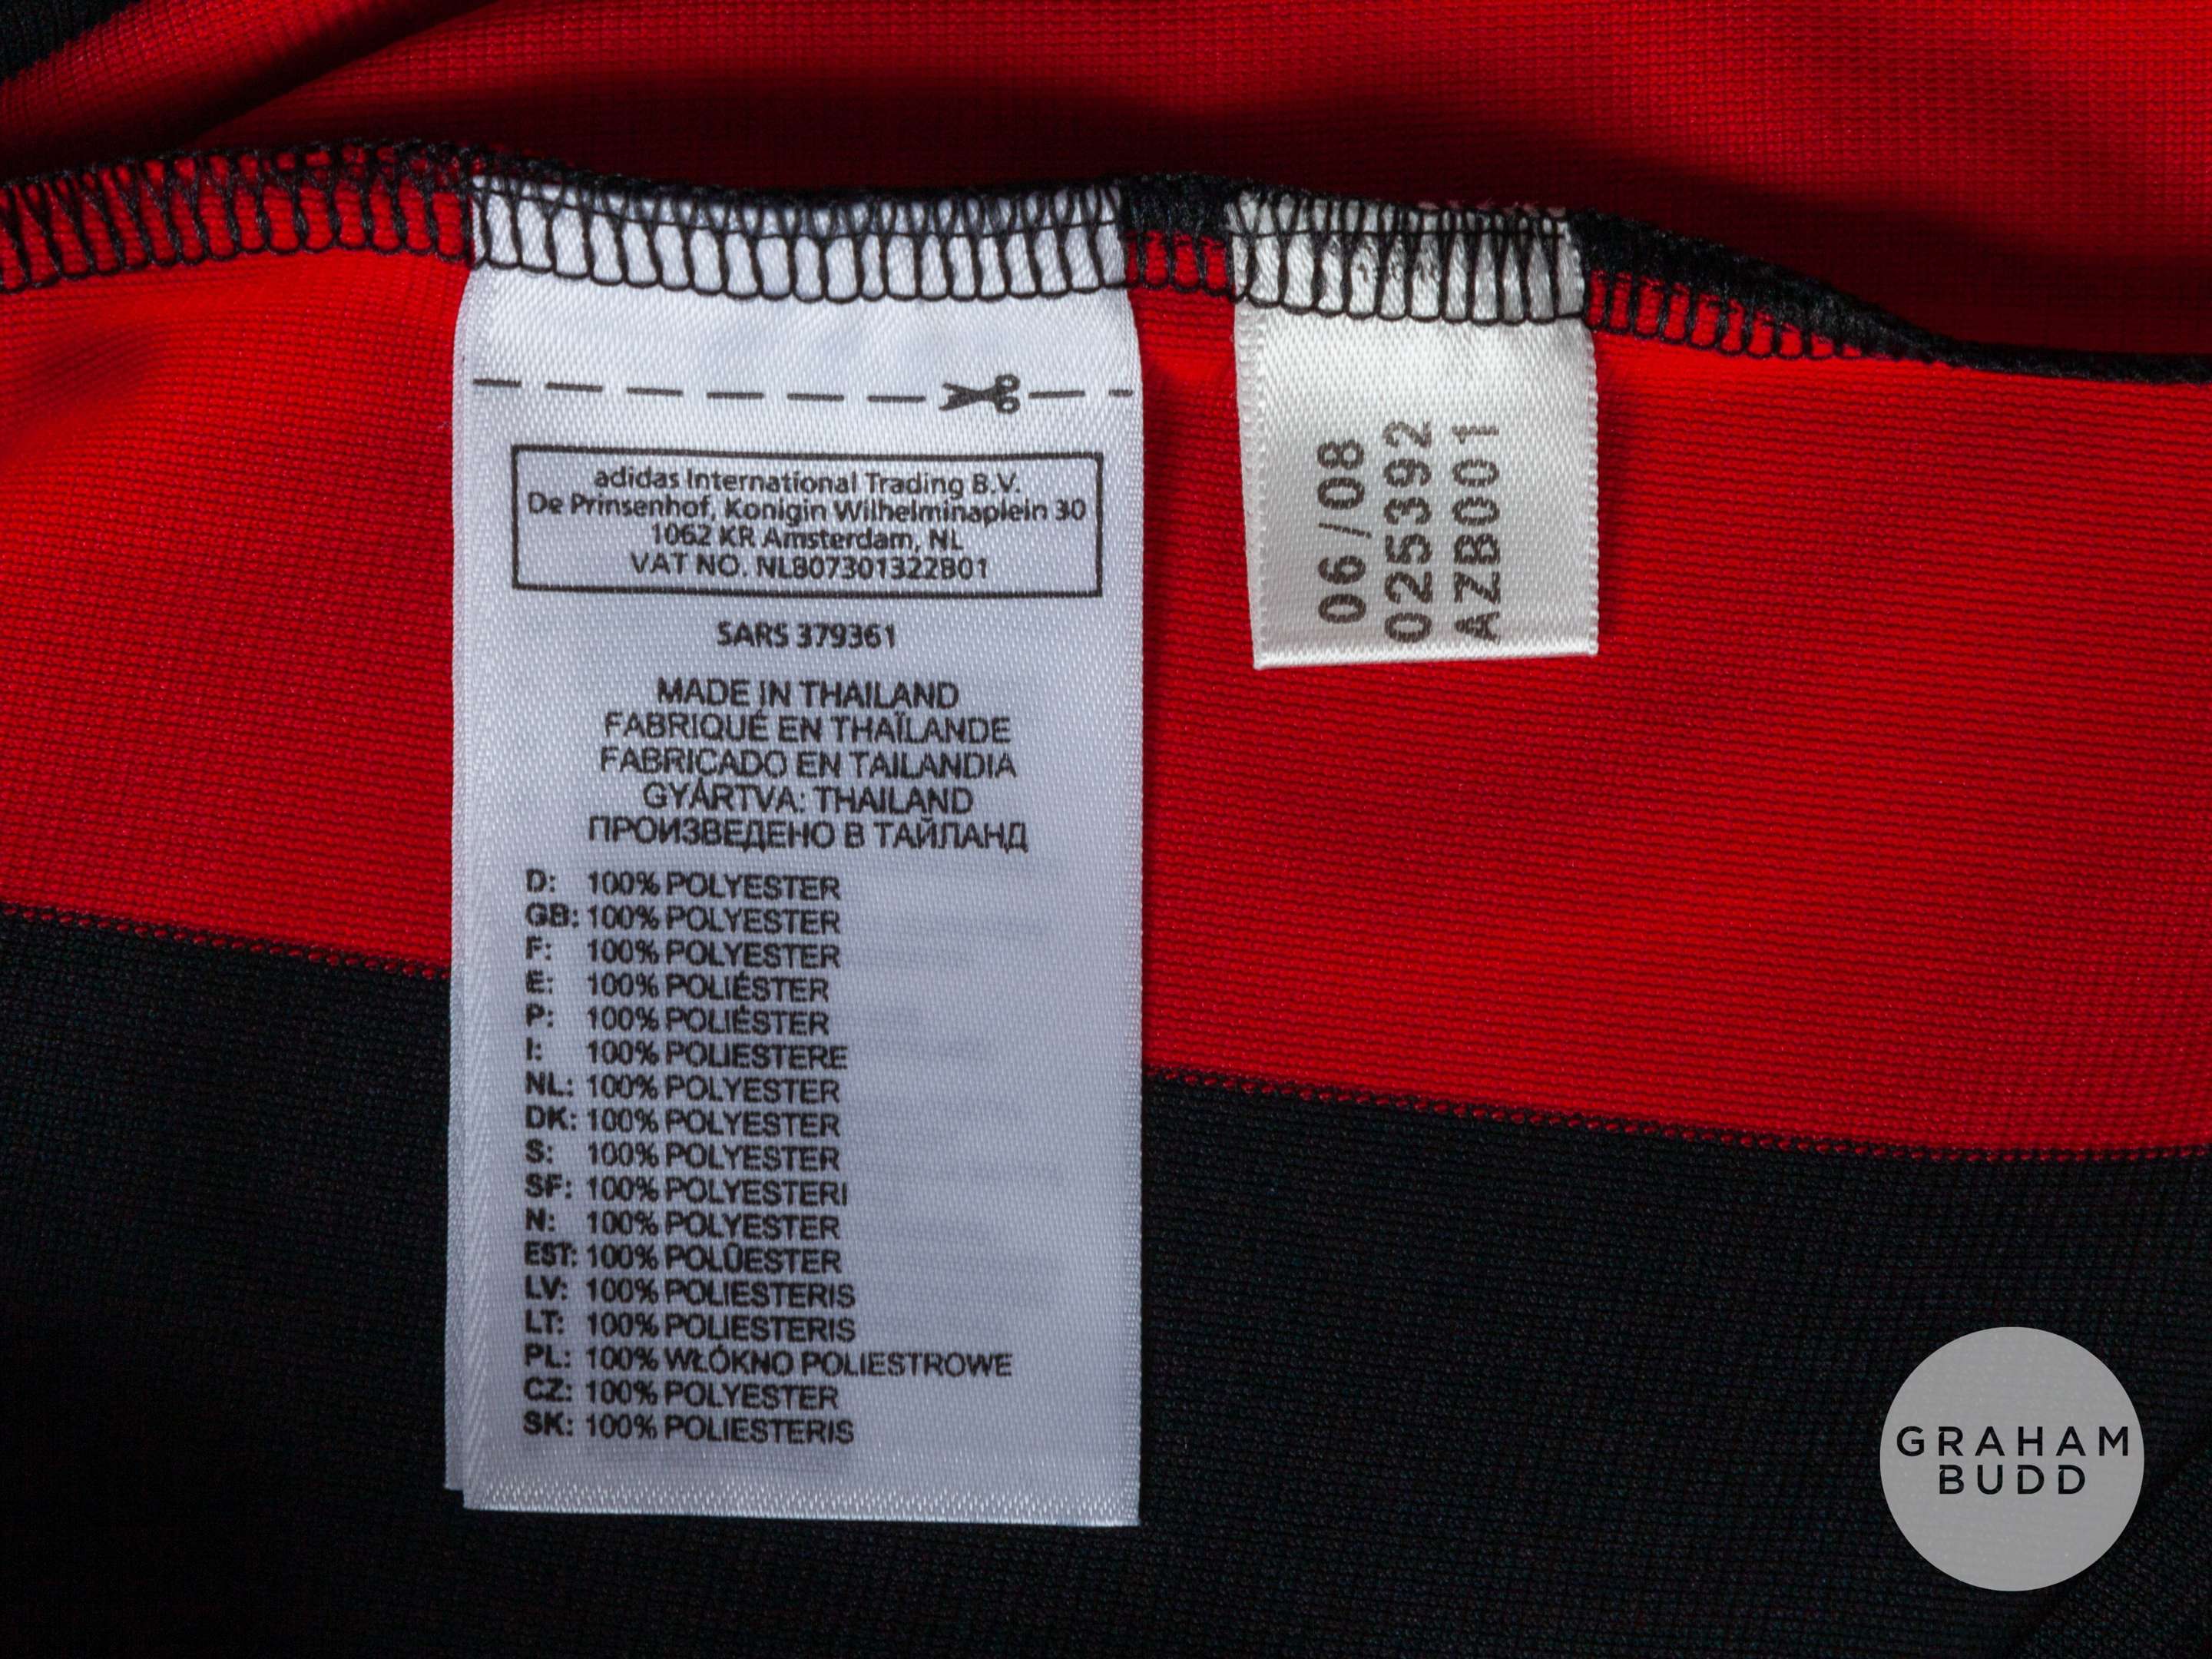 adidas International Trading B.V.
De Prinsenhof, Konigin Wilhelminaplein 30
1062 KR Amsterdam, NL
VAT NO. NL807301322B01
SARS 379361
MADE IN THAILAND
FABRIQUÉ EN THAÏLANDE
FABRICADO EN TAILANDIA
GYÁRTVA: THAILAND
ПРОИЗВЕДЕНО В ТАЙЛАНД
D: 100% POLYESTER
GB: 100% POLYESTER
F: 100% POLYESTER
E: 100% POLIÉSTER
P: 100% POLIÉSTER
I: 100% POLIESTERE
NL: 100% POLYESTER
DK: 100% POLYESTER
S: 100% POLYESTER
SF: 100% POLYESTERI
N: 100% POLYESTER
EST: 100% POLÜESTER
LV: 100% POLIESTERIS
LT: 100% POLIESTERIS
PL: 100% WŁÓKNO POLIESTROWE
CZ: 100% POLYESTER
SK: 100% POLIESTERIS
06/08
025392
AZB001
GRAHAM
BUDD